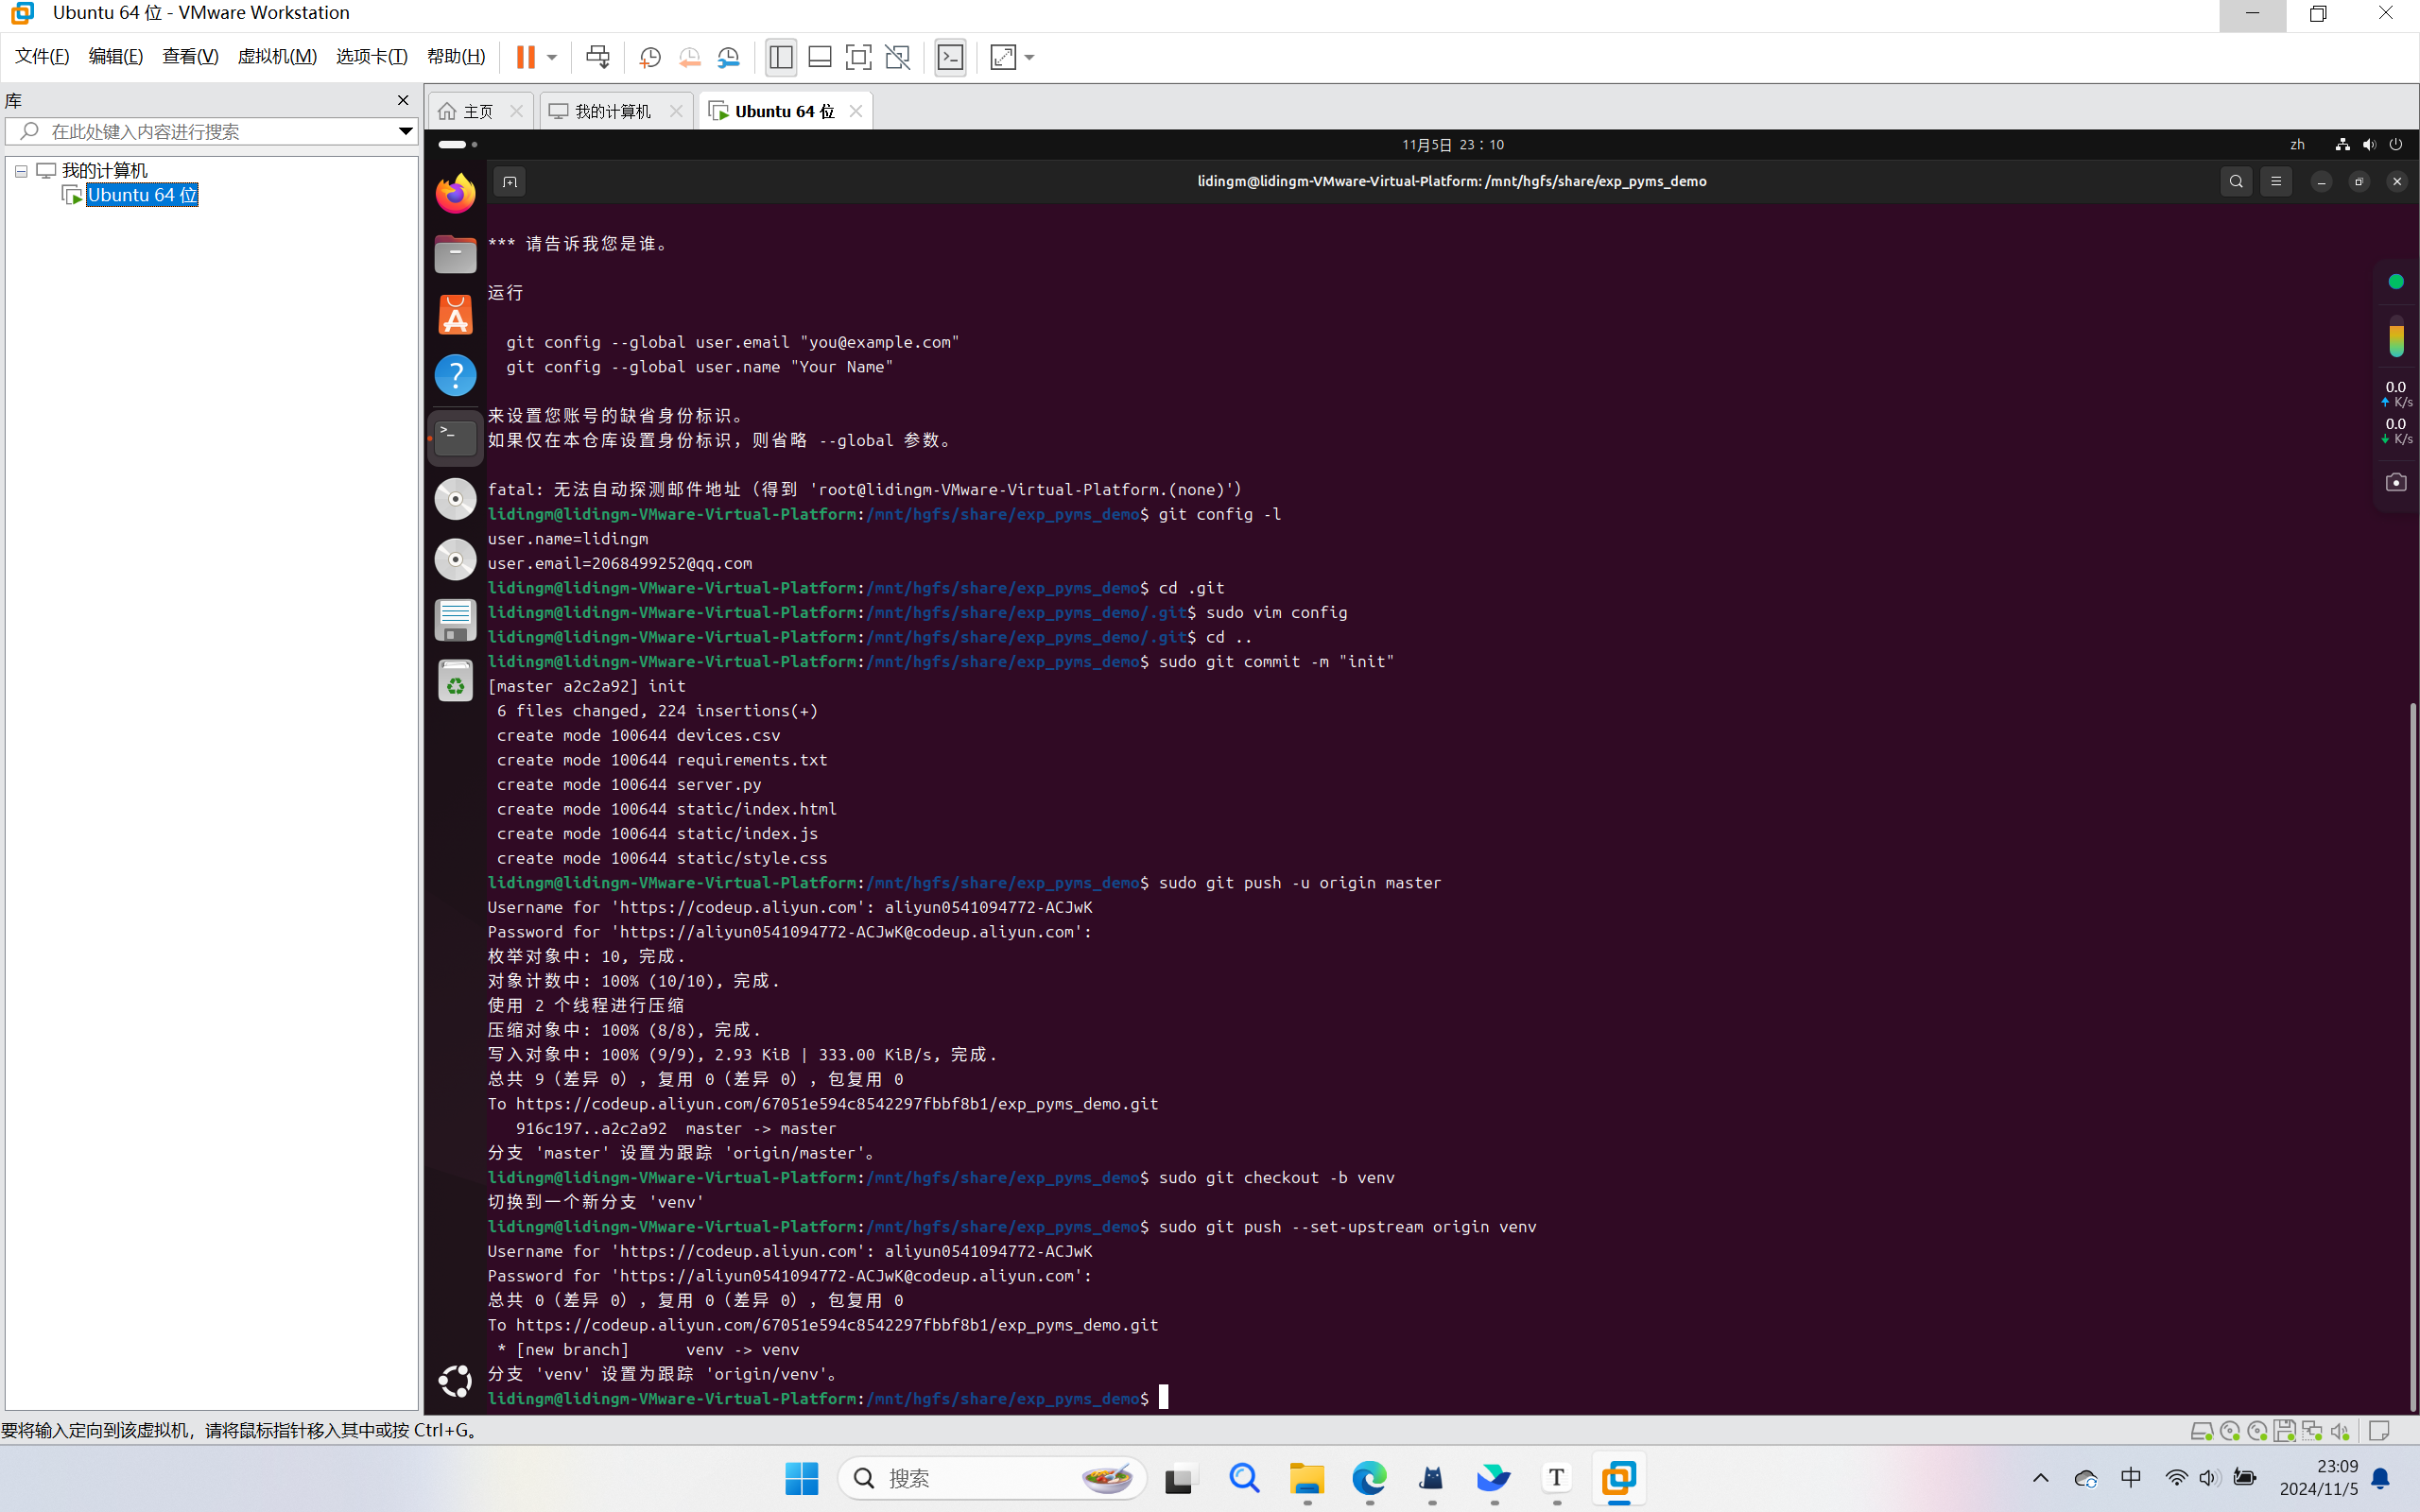 Ubuntu 64 位 - VMware Workstation
文件(F) 编辑(E) 查看(V) 虚拟机(M) 选项卡(T) 帮助(H)
库
在此处键入内容进行搜索
我的计算机
Ubuntu 64 位
主页 我的计算机 Ubuntu 64 位
11月5日 23：10
zh
lidingm@lidingm-VMware-Virtual-Platform: /mnt/hgfs/share/exp_pyms_demo
*** 请告诉我您是谁。
运行
git config --global user.email "you@example.com"
git config --global user.name "Your Name"
来设置您账号的缺省身份标识。
如果仅在本仓库设置身份标识，则省略 --global 参数。
fatal: 无法自动探测邮件地址（得到 'root@lidingm-VMware-Virtual-Platform.(none)'）
lidingm@lidingm-VMware-Virtual-Platform:/mnt/hgfs/share/exp_pyms_demo$ git config -l
user.name=lidingm
user.email=2068499252@qq.com
lidingm@lidingm-VMware-Virtual-Platform:/mnt/hgfs/share/exp_pyms_demo$ cd .git
lidingm@lidingm-VMware-Virtual-Platform:/mnt/hgfs/share/exp_pyms_demo/.git$ sudo vim config
lidingm@lidingm-VMware-Virtual-Platform:/mnt/hgfs/share/exp_pyms_demo/.git$ cd ..
lidingm@lidingm-VMware-Virtual-Platform:/mnt/hgfs/share/exp_pyms_demo$ sudo git commit -m "init"
[master a2c2a92] init
6 files changed, 224 insertions(+)
create mode 100644 devices.csv
create mode 100644 requirements.txt
create mode 100644 server.py
create mode 100644 static/index.html
create mode 100644 static/index.js
create mode 100644 static/style.css
lidingm@lidingm-VMware-Virtual-Platform:/mnt/hgfs/share/exp_pyms_demo$ sudo git push -u origin master
Username for 'https://codeup.aliyun.com': aliyun0541094772-ACJwK
Password for 'https://aliyun0541094772-ACJwK@codeup.aliyun.com':
枚举对象中: 10, 完成.
对象计数中: 100% (10/10), 完成.
使用 2 个线程进行压缩
压缩对象中: 100% (8/8), 完成.
写入对象中: 100% (9/9), 2.93 KiB | 333.00 KiB/s, 完成.
总共 9（差异 0），复用 0（差异 0），包复用 0
To https://codeup.aliyun.com/67051e594c8542297fbbf8b1/exp_pyms_demo.git
916c197..a2c2a92 master -> master
分支 'master' 设置为跟踪 'origin/master'。
lidingm@lidingm-VMware-Virtual-Platform:/mnt/hgfs/share/exp_pyms_demo$ sudo git checkout -b venv
切换到一个新分支 'venv'
lidingm@lidingm-VMware-Virtual-Platform:/mnt/hgfs/share/exp_pyms_demo$ sudo git push --set-upstream origin venv
Username for 'https://codeup.aliyun.com': aliyun0541094772-ACJwK
Password for 'https://aliyun0541094772-ACJwK@codeup.aliyun.com':
总共 0（差异 0），复用 0（差异 0），包复用 0
To https://codeup.aliyun.com/67051e594c8542297fbbf8b1/exp_pyms_demo.git
* [new branch] venv -> venv
分支 'venv' 设置为跟踪 'origin/venv'。
lidingm@lidingm-VMware-Virtual-Platform:/mnt/hgfs/share/exp_pyms_demo$
0.0
K/s
0.0
K/s
要将输入定向到该虚拟机，请将鼠标指针移入其中或按 Ctrl+G。
搜索
中
23:09
2024/11/5